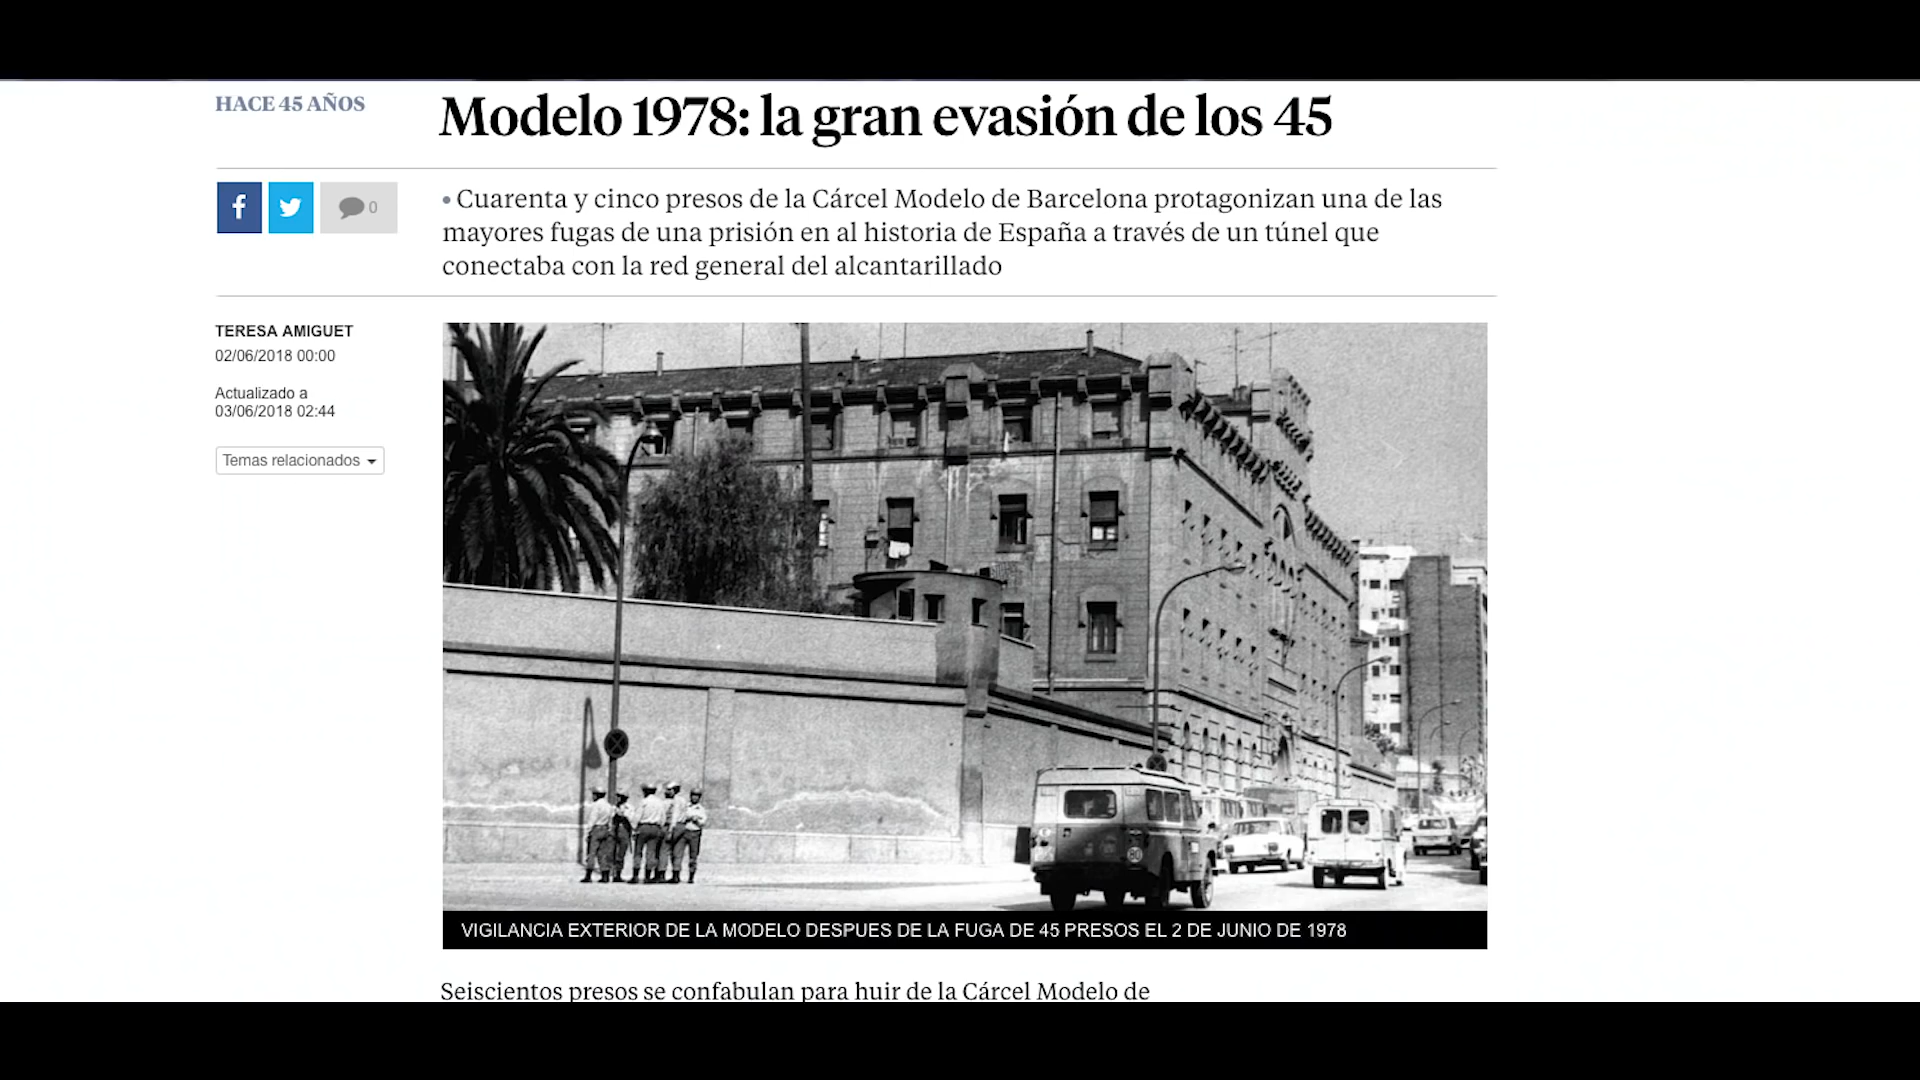 HACE 45 AÑOS
Modelo 1978: la gran evasión de los 45
0
• Cuarenta y cinco presos de la Cárcel Modelo de Barcelona protagonizan una de las
mayores fugas de una prisión en al historia de España a través de un túnel que
conectaba con la red general del alcantarillado
TERESA AMIGUET
02/06/2018 00:00
Actualizado a
03/06/2018 02:44
Temas relacionados
VIGILANCIA EXTERIOR DE LA MODELO DESPUES DE LA FUGA DE 45 PRESOS EL 2 DE JUNIO DE 1978
Seiscientos presos se confabulan para huir de la Cárcel Modelo de